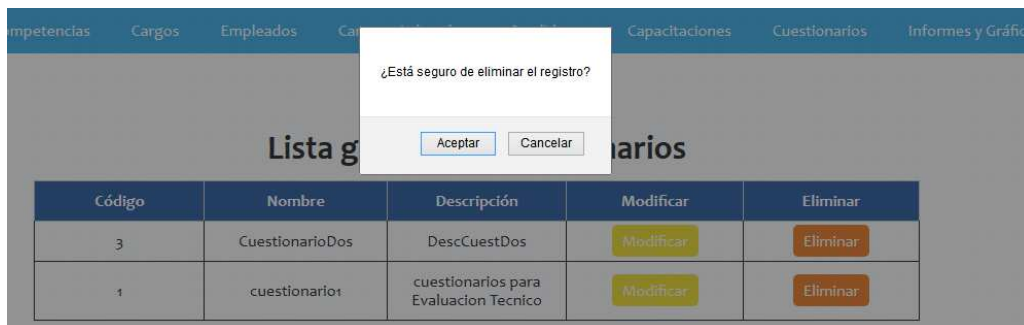 mpetencias Cargos Empleados Capacitaciones Cuestionarios Informes y Gráfic
¿Está seguro de eliminar el registro?
Aceptar Cancelar
Lista g arios
Código Nombre Descripción Modificar Eliminar
3 CuestionarioDos DescCuestDos Modificar Eliminar
1 cuestionario1 cuestionarios para
Evaluacion Tecnico Modificar Eliminar